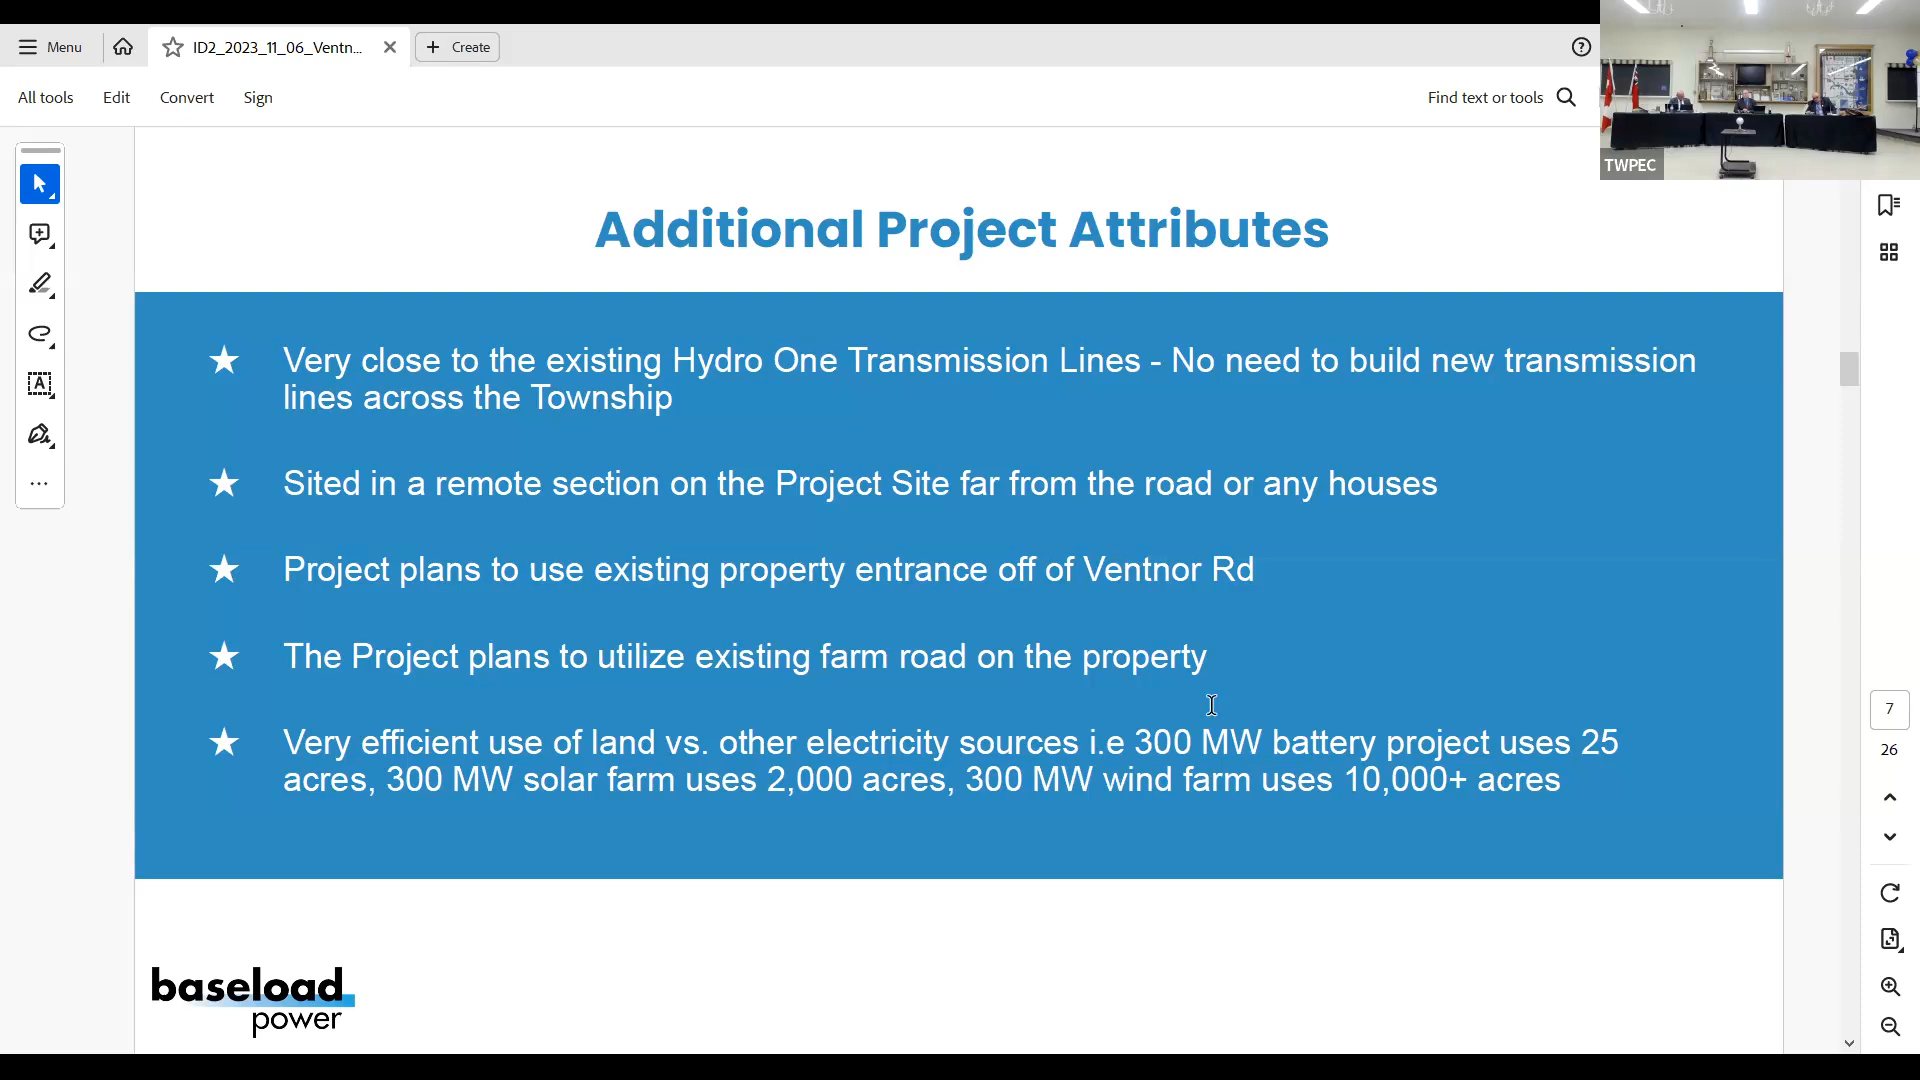 Menu
ID2_2023_11_06_Ventn...
Create
All tools
Edit
Convert
Sign
Find text or tools
TWPEC
Additional Project Attributes
★ Very close to the existing Hydro One Transmission Lines - No need to build new transmission
lines across the Township
★ Sited in a remote section on the Project Site far from the road or any houses
★ Project plans to use existing property entrance off of Ventnor Rd
★ The Project plans to utilize existing farm road on the property
★ Very efficient use of land vs. other electricity sources i.e 300 MW battery project uses 25
acres, 300 MW solar farm uses 2,000 acres, 300 MW wind farm uses 10,000+ acres
7
26
baseload
power